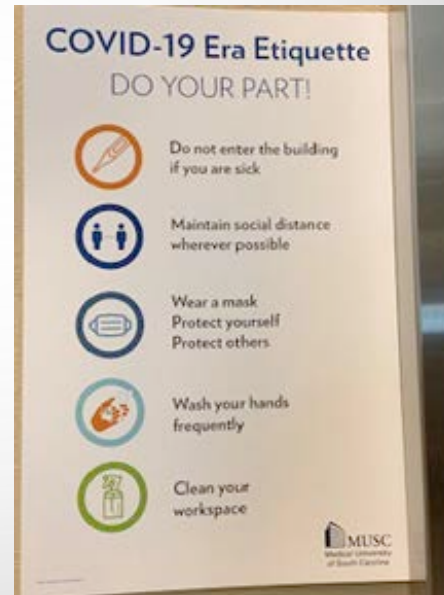 COVID-19 Era Etiquette
DO YOUR PART!
Do not enter the building
if you are sick
Maintain social distance
wherever possible
Wear a mask
Protect yourself
Protect others
Wash your hands
frequently
Clean your
workspace
MUSC
Medical University
of South Carolina